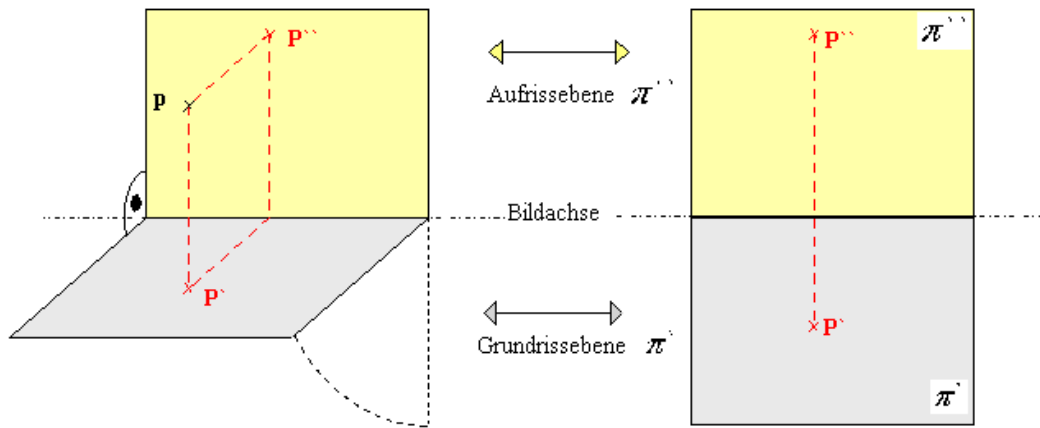 P``
P
P`
Aufrissebene π``
Bildachse
Grundrissebene π`
π``
P``
P`
π`